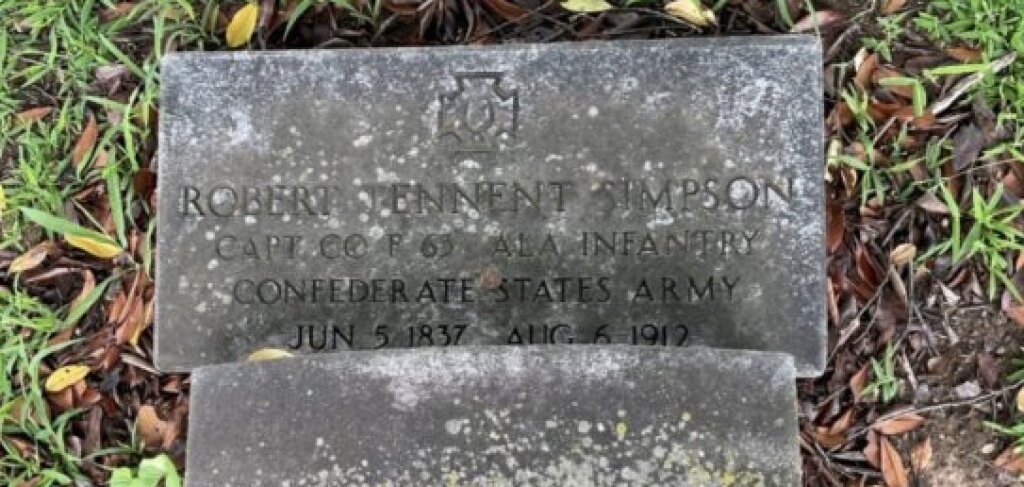 ROBERT TENNENT SIMPSON
CAPT CO F 63 ALA INFANTRY
CONFEDERATE STATES ARMY
JUN 5 1837 AUG 6 1912